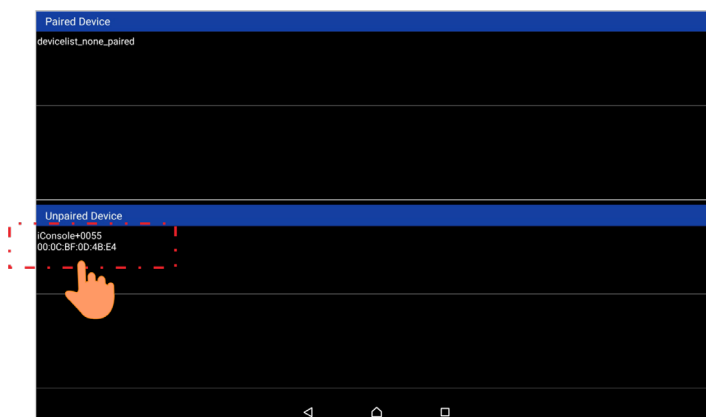 Paired Device
devicelist_none_paired
Unpaired Device
iConsole+0055
00:0C:BF:0D:4B:E4